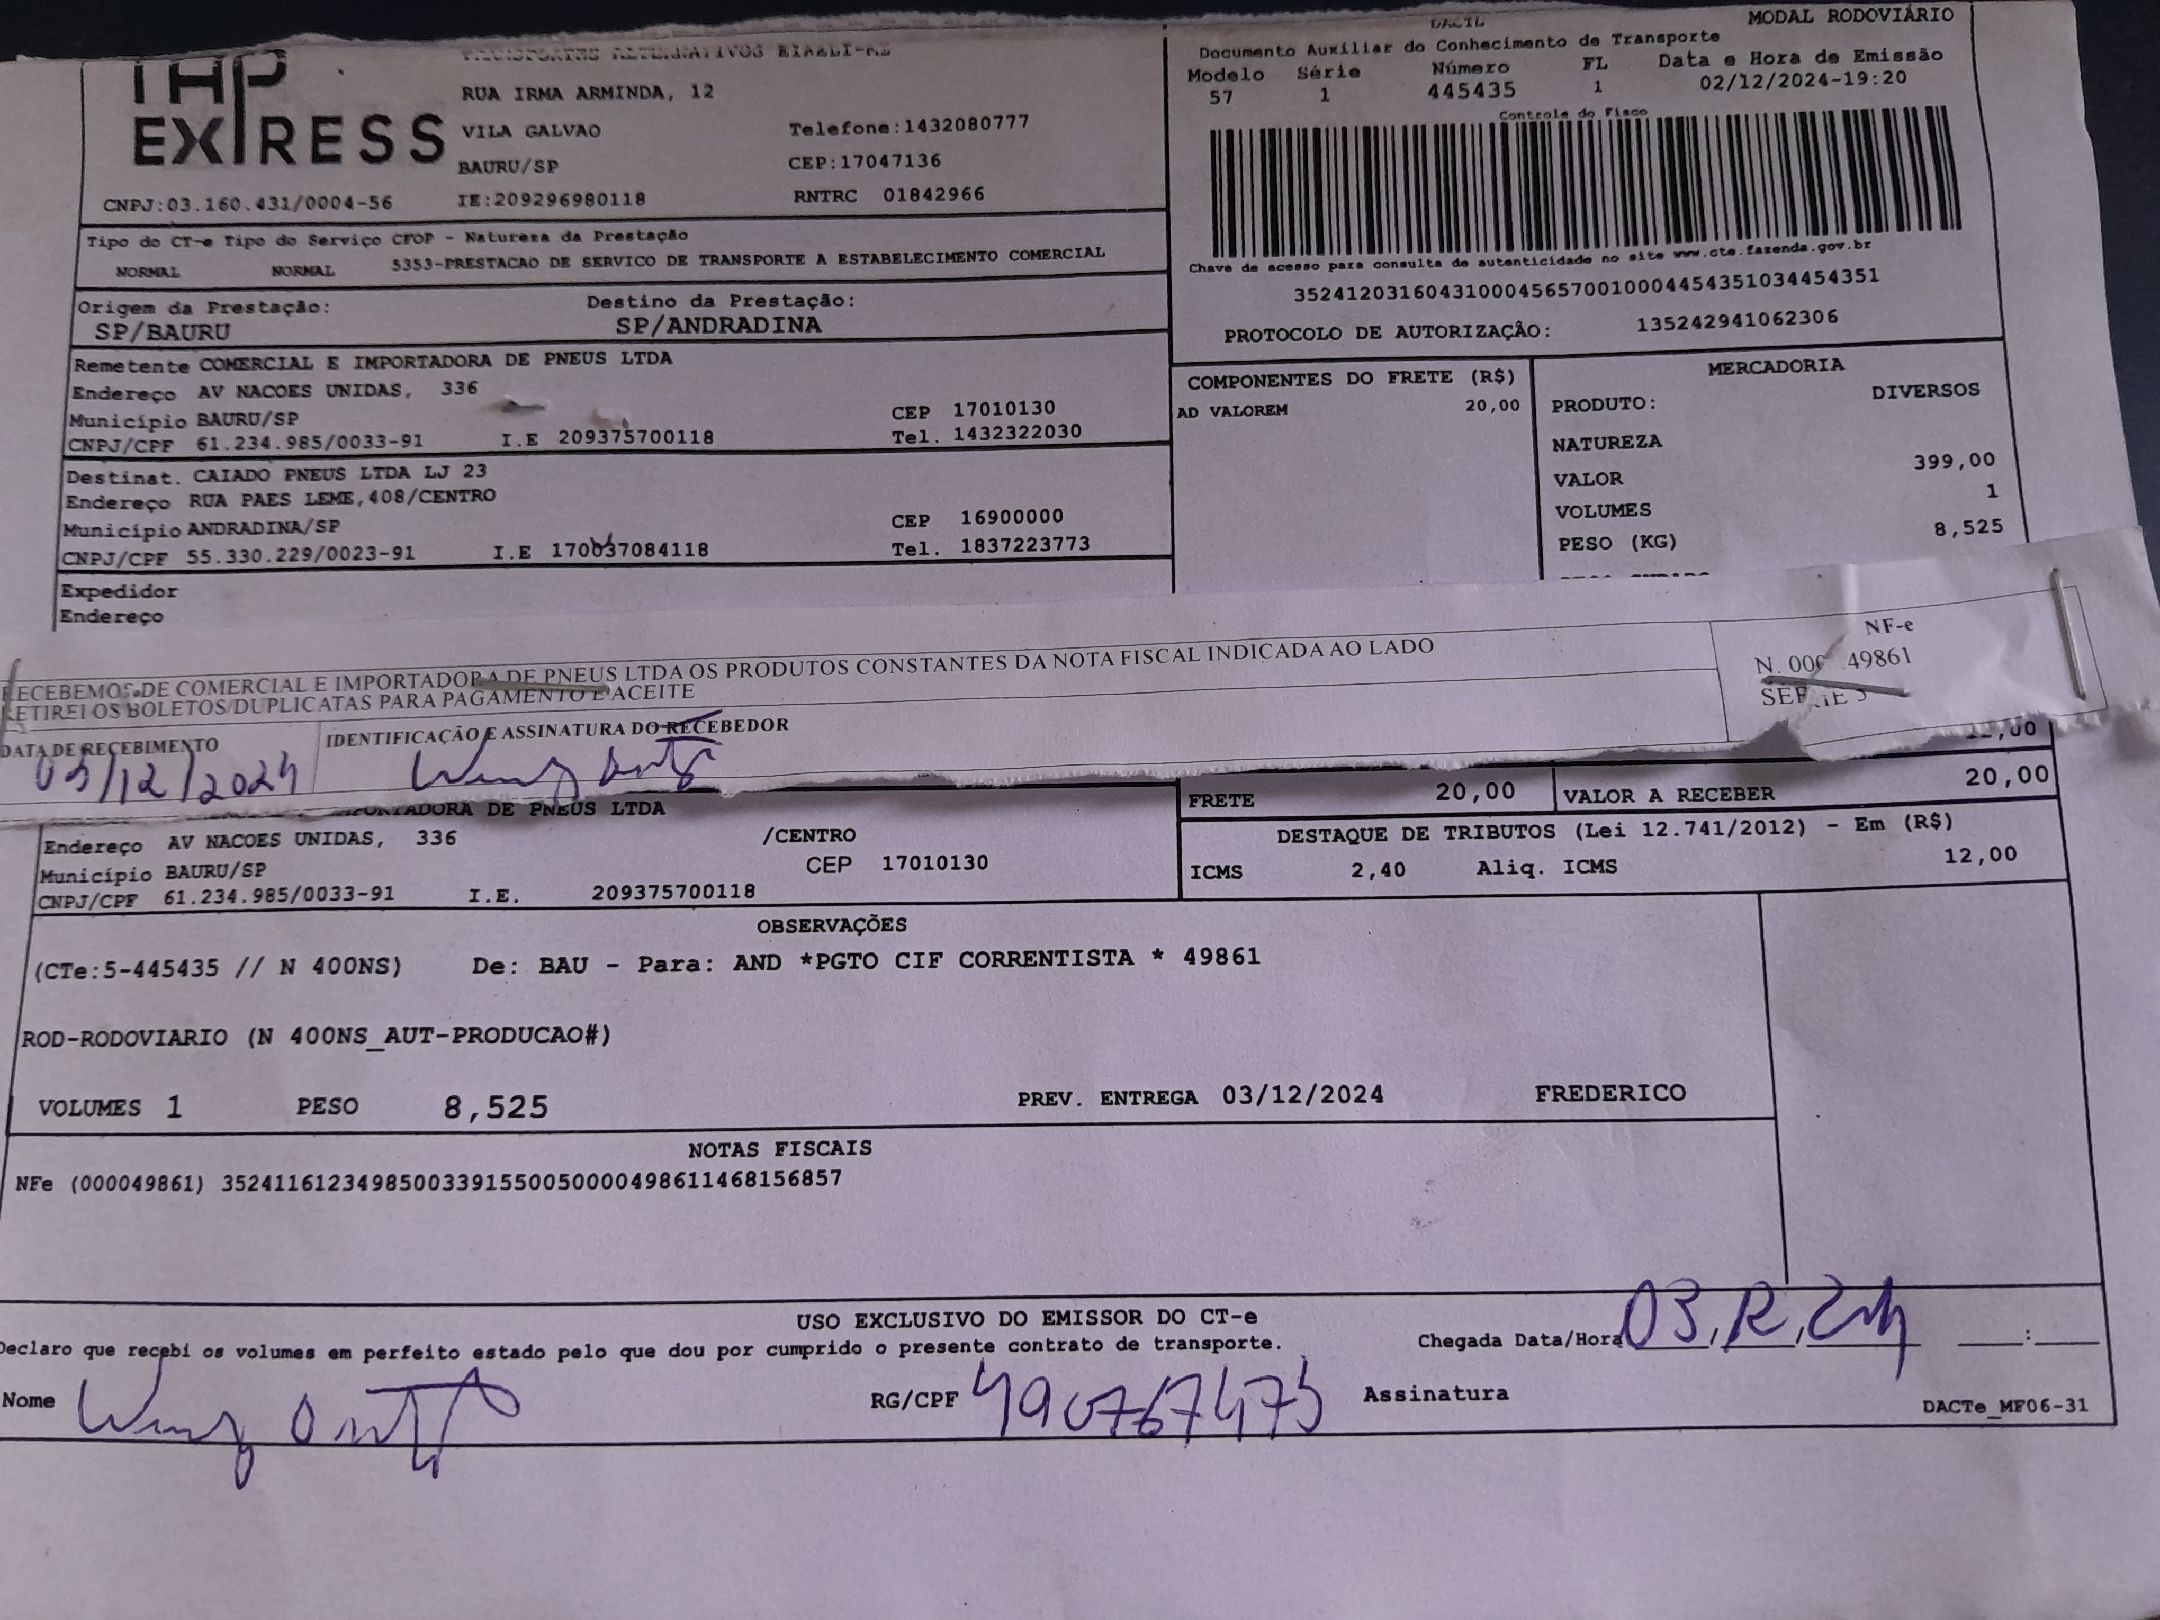 DACTE
MODAL RODOVIÁRIO
Documento Auxiliar do Conhecimento de Transporte
Modelo Série Número FL Data e Hora de Emissão
57 1 445435 1 02/12/2024-19:20
Controle do Fisco
EXPRESS
RUA IRMA ARMINDA, 12
VILA GALVAO Telefone:1432080777
BAURU/SP CEP:17047136
CNPJ:03.160.431/0004-56 IE:209296980118 RNTRC 01842966
Tipo do CT-e Tipo do Serviço CFOP - Natureza da Prestação
NORMAL NORMAL 5353-PRESTACAO DE SERVICO DE TRANSPORTE A ESTABELECIMENTO COMERCIAL
Chave de acesso para consulta de autenticidade no site www.cte.fazenda.gov.br
35241203160431000456570010004454351034454351
PROTOCOLO DE AUTORIZAÇÃO: 135242941062306
Origem da Prestação: Destino da Prestação:
SP/BAURU SP/ANDRADINA
Remetente COMERCIAL E IMPORTADORA DE PNEUS LTDA
Endereço AV NACOES UNIDAS, 336
Município BAURU/SP CEP 17010130
CNPJ/CPF 61.234.985/0033-91 I.E 209375700118 Tel. 1432322030
Destinat. CAIADO PNEUS LTDA LJ 23
Endereço RUA PAES LEME,408/CENTRO
Município ANDRADINA/SP CEP 16900000
CNPJ/CPF 55.330.229/0023-91 I.E 170037084118 Tel. 1837223773
Expedidor
Endereço
COMPONENTES DO FRETE (R$)
AD VALOREM 20,00
MERCADORIA
PRODUTO: DIVERSOS
NATUREZA
VALOR 399,00
VOLUMES 1
PESO (KG) 8,525
RECEBEMOS DE COMERCIAL E IMPORTADORA DE PNEUS LTDA OS PRODUTOS CONSTANTES DA NOTA FISCAL INDICADA AO LADO
RETIREI OS BOLETOS/DUPLICATAS PARA PAGAMENTO E ACEITE
NF-e
N. 000 49861
SERIE 5
DATA DE RECEBIMENTO IDENTIFICAÇÃO E ASSINATURA DO RECEBEDOR
03/12/2024
PORTADORA DE PNEUS LTDA
Endereço AV NACOES UNIDAS, 336 /CENTRO
Município BAURU/SP CEP 17010130
CNPJ/CPF 61.234.985/0033-91 I.E. 209375700118
FRETE 20,00 VALOR A RECEBER 20,00
DESTAQUE DE TRIBUTOS (Lei 12.741/2012) - Em (R$)
ICMS 2,40 Aliq. ICMS 12,00
OBSERVAÇÕES
(CTe:5-445435 // N 400NS) De: BAU - Para: AND *PGTO CIF CORRENTISTA * 49861
ROD-RODOVIARIO (N 400NS_AUT-PRODUCAO#)
VOLUMES 1 PESO 8,525 PREV. ENTREGA 03/12/2024 FREDERICO
NOTAS FISCAIS
NFe (000049861) 35241161234985003391550050000498611468156857
USO EXCLUSIVO DO EMISSOR DO CT-e
Declaro que recebi os volumes em perfeito estado pelo que dou por cumprido o presente contrato de transporte. Chegada Data/Hora 03, 12, 24 :
Nome RG/CPF 490767473 Assinatura
DACTe_MF06-31